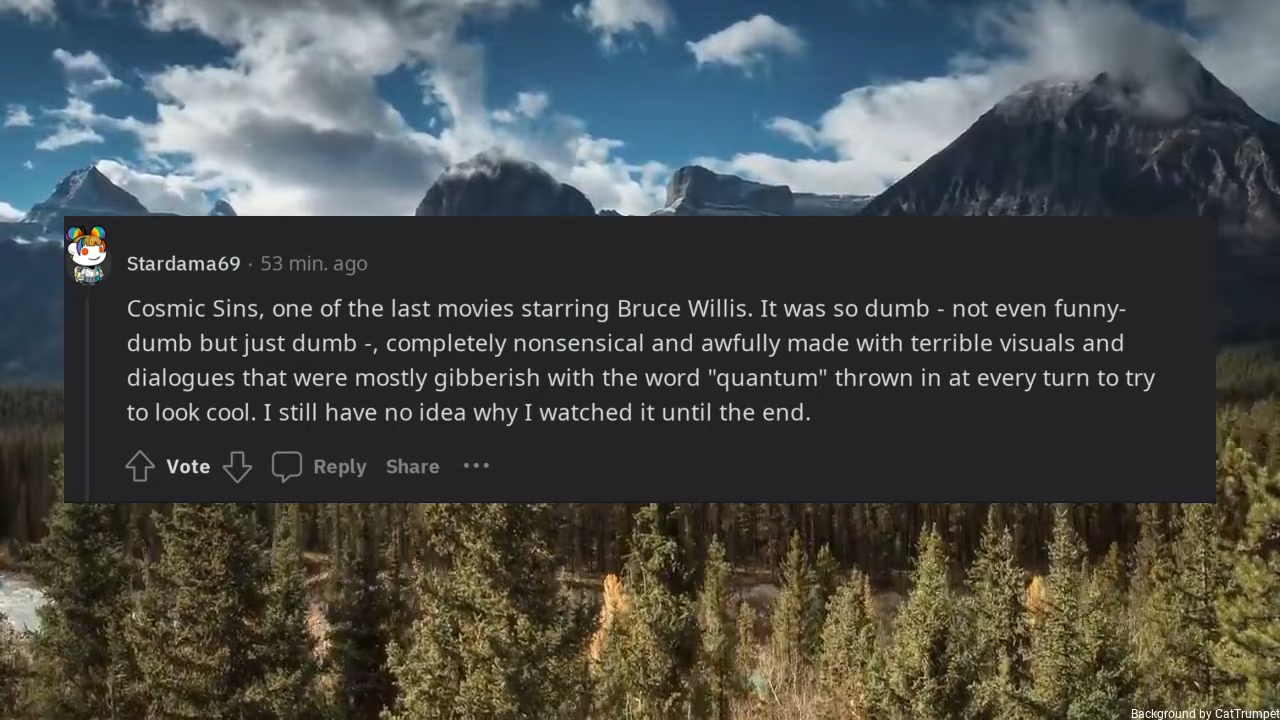 Stardama69 · 53 min. ago
Cosmic Sins, one of the last movies starring Bruce Willis. It was so dumb - not even funny-
dumb but just dumb -, completely nonsensical and awfully made with terrible visuals and
dialogues that were mostly gibberish with the word "quantum" thrown in at every turn to try
to look cool. I still have no idea why I watched it until the end.
Vote Reply Share
Background by CatTrumpet